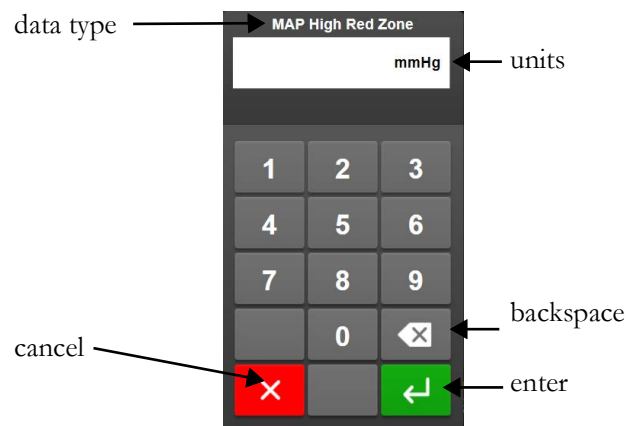 data type
MAP High Red Zone
mmHg
units
1 2 3
4 5 6
7 8 9
0
backspace
cancel
enter